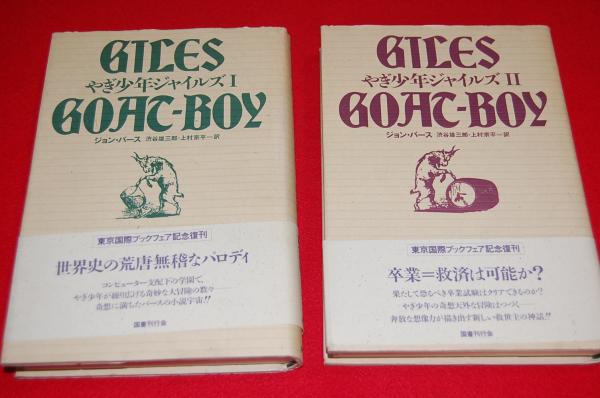 GILES
やぎ少年ジャイルズ I
GOAT-BOY
ジョン・バース 渋谷雄三郎・上村宗平=訳
東京国際ブックフェア記念復刊
世界史の荒唐無稽なパロディ
コンピューター支配下の学園で、
やぎ少年が繰り広げる奇妙な大冒険の数々――
奇想に満ちたバースの小説宇宙!!
国書刊行会
GILES
やぎ少年ジャイルズ II
GOAT-BOY
ジョン・バース 渋谷雄三郎・上村宗平=訳
東京国際ブックフェア記念復刊
卒業=救済は可能か?
果たして恐るべき卒業試験はクリアできるのか?
やぎ少年の奇想天外な冒険はつづく――
奔放な想像力が描き出す新しい救世主の神話!!
国書刊行会